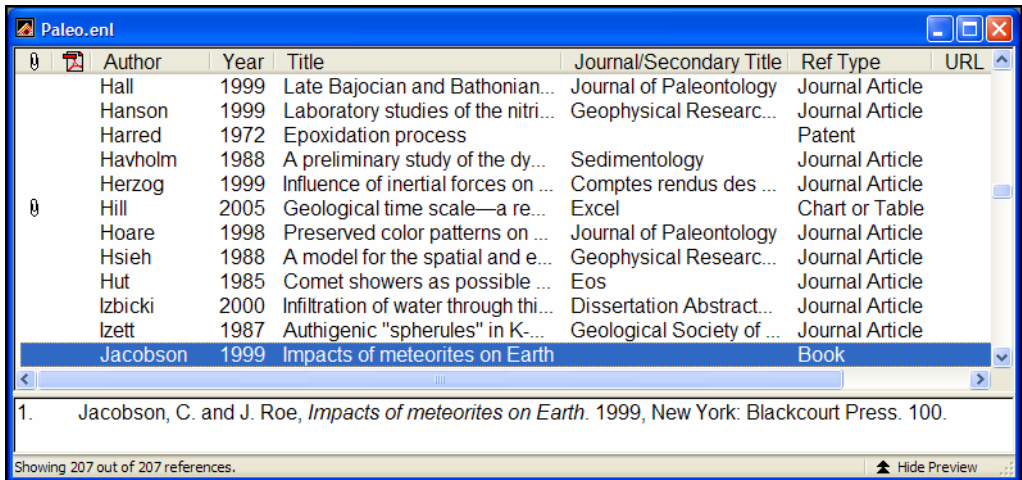 Paleo.enl
Author Year Title Journal/Secondary Title Ref Type URL
Hall 1999 Late Bajocian and Bathonian... Journal of Paleontology Journal Article
Hanson 1999 Laboratory studies of the nitri... Geophysical Researc... Journal Article
Harred 1972 Epoxidation process Patent
Havholm 1988 A preliminary study of the dy... Sedimentology Journal Article
Herzog 1999 Influence of inertial forces on ... Comptes rendus des ... Journal Article
Hill 2005 Geological time scale—a re... Excel Chart or Table
Hoare 1998 Preserved color patterns on ... Journal of Paleontology Journal Article
Hsieh 1988 A model for the spatial and e... Geophysical Researc... Journal Article
Hut 1985 Comet showers as possible ... Eos Journal Article
Izbicki 2000 Infiltration of water through thi... Dissertation Abstract... Journal Article
Izett 1987 Authigenic "spherules" in K-... Geological Society of ... Journal Article
Jacobson 1999 Impacts of meteorites on Earth Book
1. Jacobson, C. and J. Roe, Impacts of meteorites on Earth. 1999, New York: Blackcourt Press. 100.
Showing 207 out of 207 references. Hide Preview